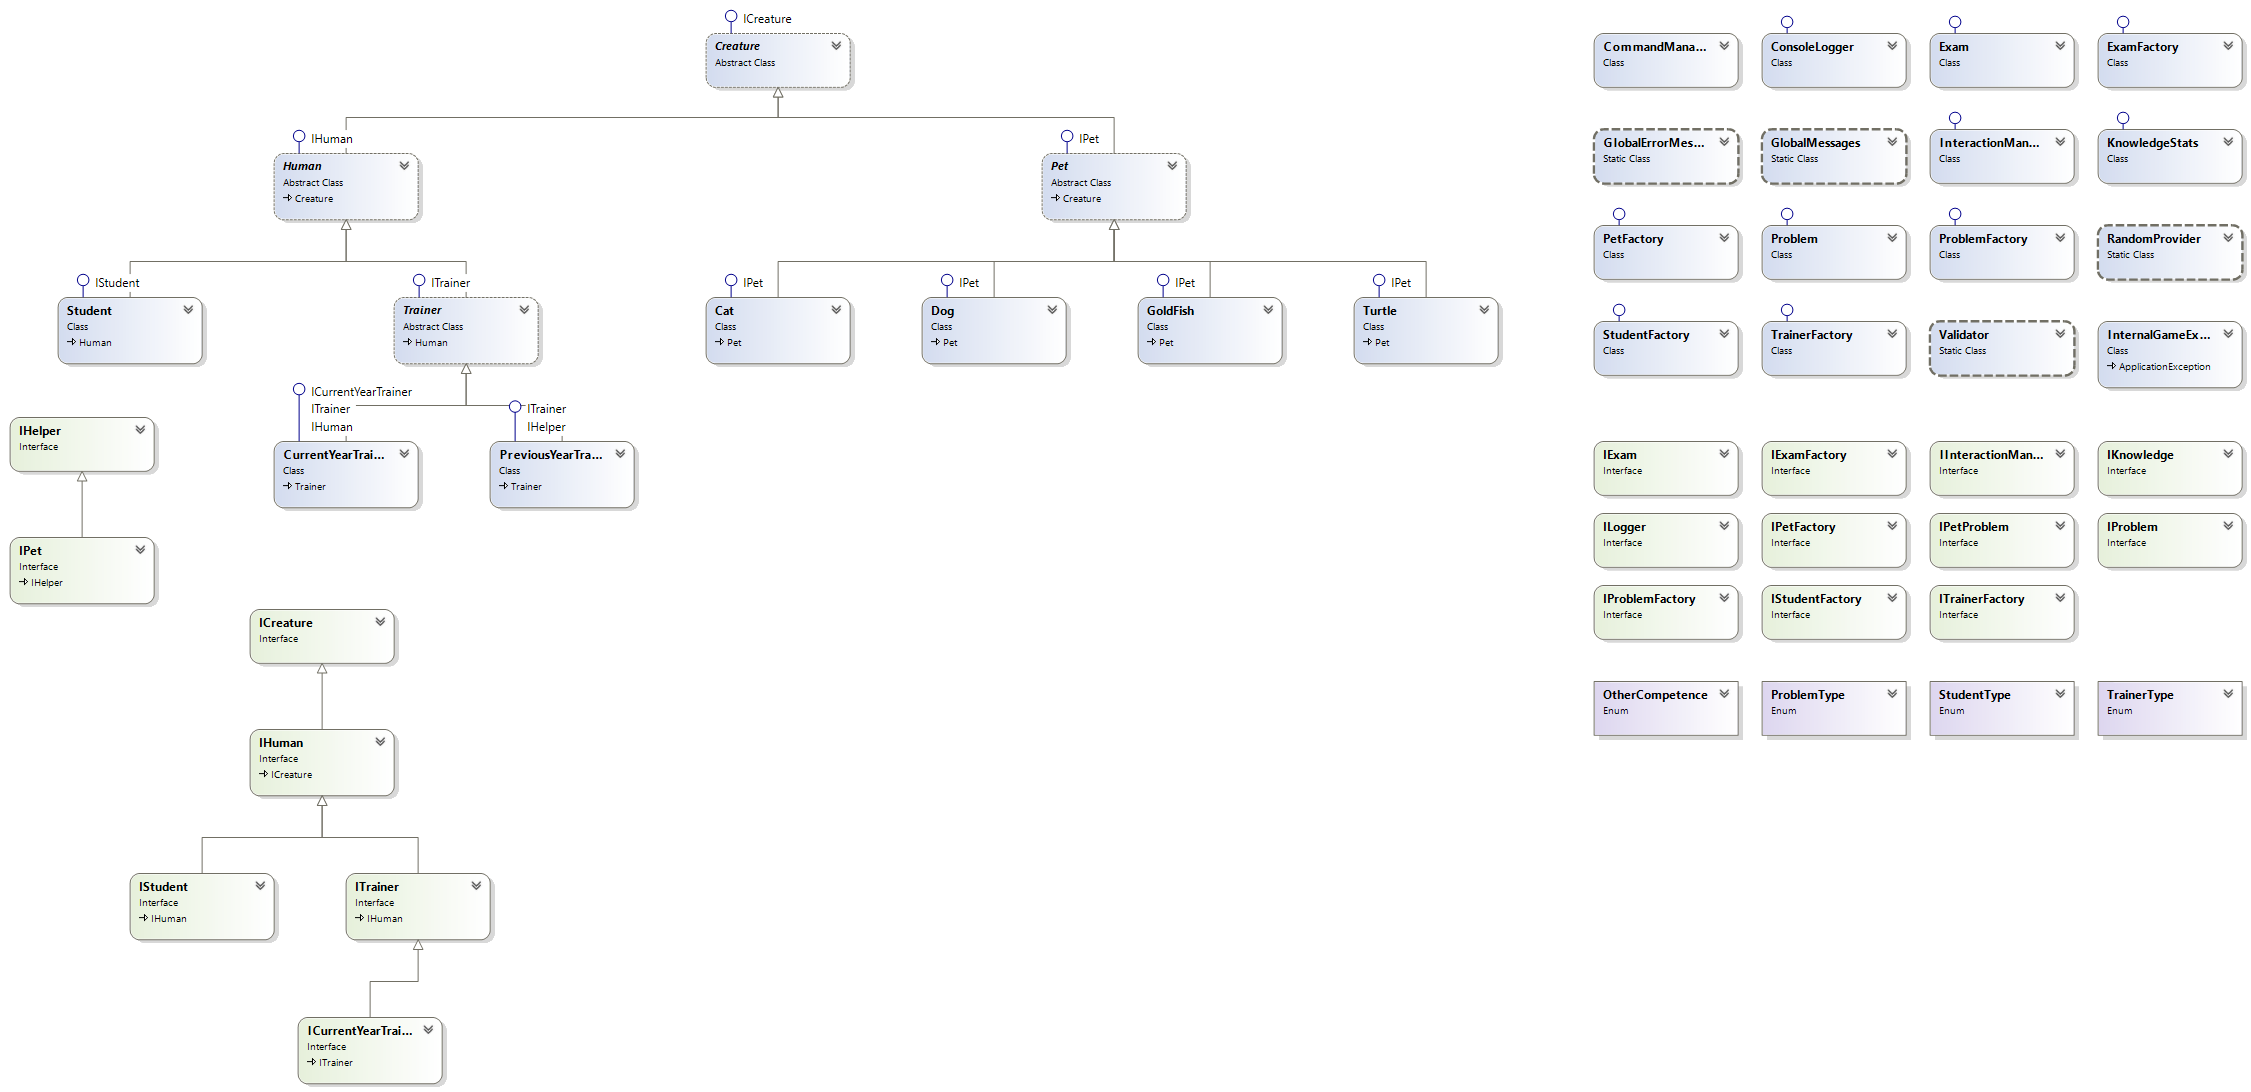 ICreature
Creature
Abstract Class
IHuman
Human
Abstract Class
Creature
IPet
Pet
Abstract Class
Creature
IStudent
Student
Class
Human
ITrainer
Trainer
Abstract Class
Human
IPet
Cat
Class
Pet
IPet
Dog
Class
Pet
IPet
GoldFish
Class
Pet
IPet
Turtle
Class
Pet
ICurrentYearTrainer
ITrainer
IHuman
CurrentYearTrai...
Class
Trainer
ITrainer
IHelper
PreviousYearTra...
Class
Trainer
IHelper
Interface
IPet
Interface
IHelper
ICreature
Interface
IHuman
Interface
ICreature
IStudent
Interface
IHuman
ITrainer
Interface
IHuman
ICurrentYearTrai...
Interface
ITrainer
CommandMana...
Class
ConsoleLogger
Class
Exam
Class
ExamFactory
Class
GlobalErrorMes...
Static Class
GlobalMessages
Static Class
InteractionMan...
Class
KnowledgeStats
Class
PetFactory
Class
Problem
Class
ProblemFactory
Class
RandomProvider
Static Class
StudentFactory
Class
TrainerFactory
Class
Validator
Static Class
InternalGameEx...
Class
ApplicationException
IExam
Interface
IExamFactory
Interface
IInteractionMan...
Interface
IKnowledge
Interface
ILogger
Interface
IPetFactory
Interface
IPetProblem
Interface
IProblem
Interface
IProblemFactory
Interface
IStudentFactory
Interface
ITrainerFactory
Interface
OtherCompetence
Enum
ProblemType
Enum
StudentType
Enum
TrainerType
Enum